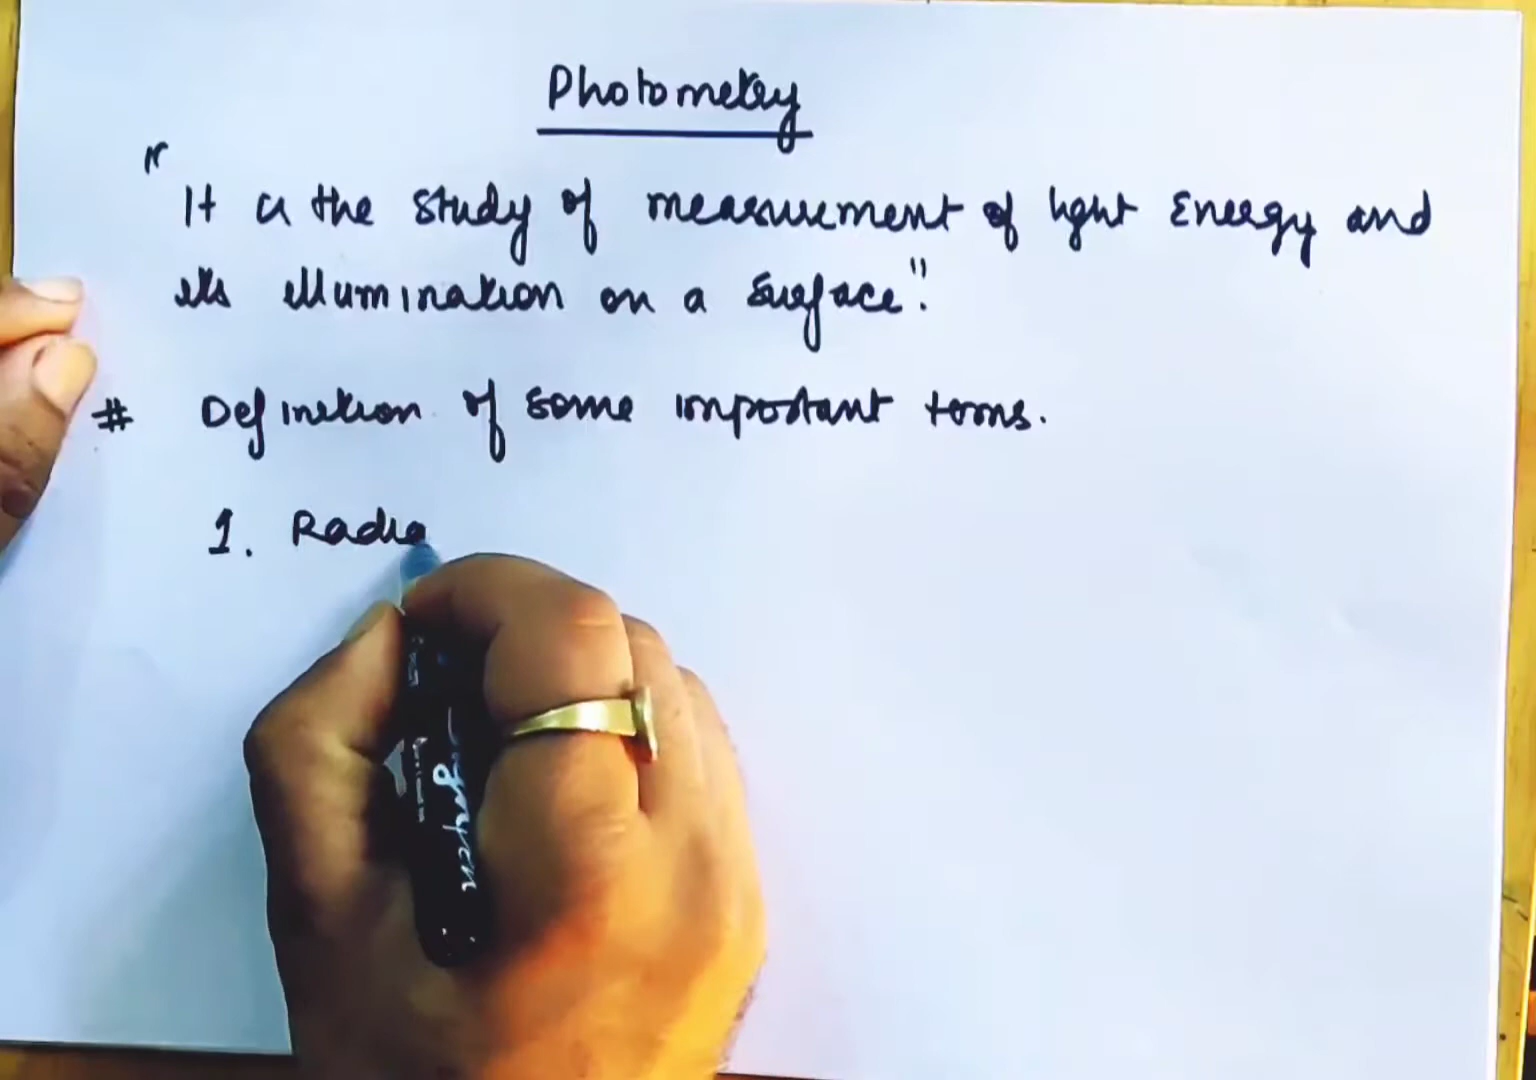 Photometry
" It is the study of measurement of light Energy and
its illumination on a surface".
# Definition of some important terms.
1. Radia